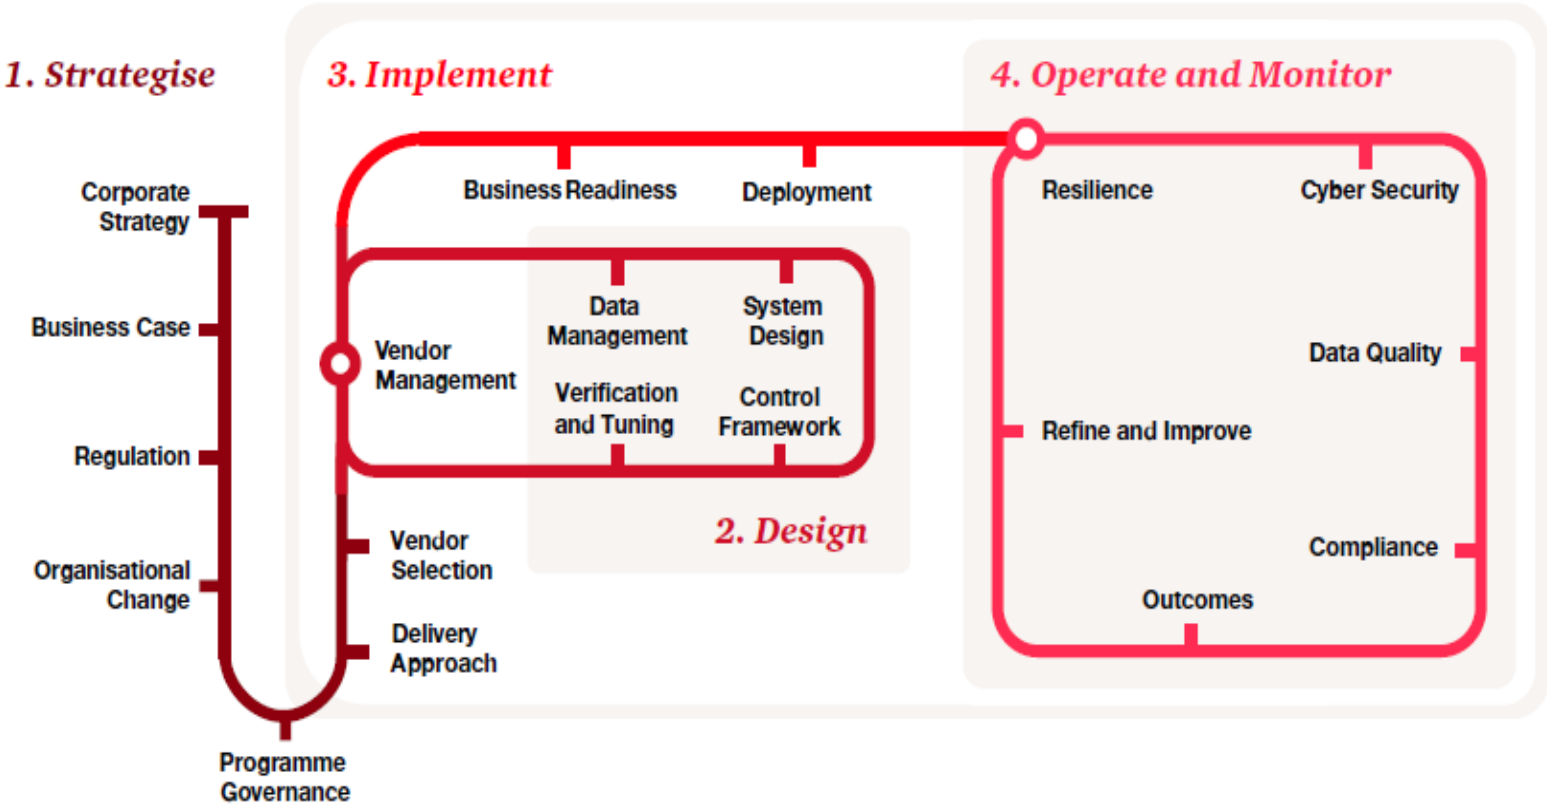 1. Strategise
3. Implement
4. Operate and Monitor
Corporate
Strategy
Business Case
Regulation
Organisational
Change
Programme
Governance
Delivery
Approach
Vendor
Selection
Vendor
Management
Data
Management
System
Design
Verification
and Tuning
Control
Framework
2. Design
Business Readiness
Deployment
Resilience
Cyber Security
Data Quality
Compliance
Outcomes
Refine and Improve